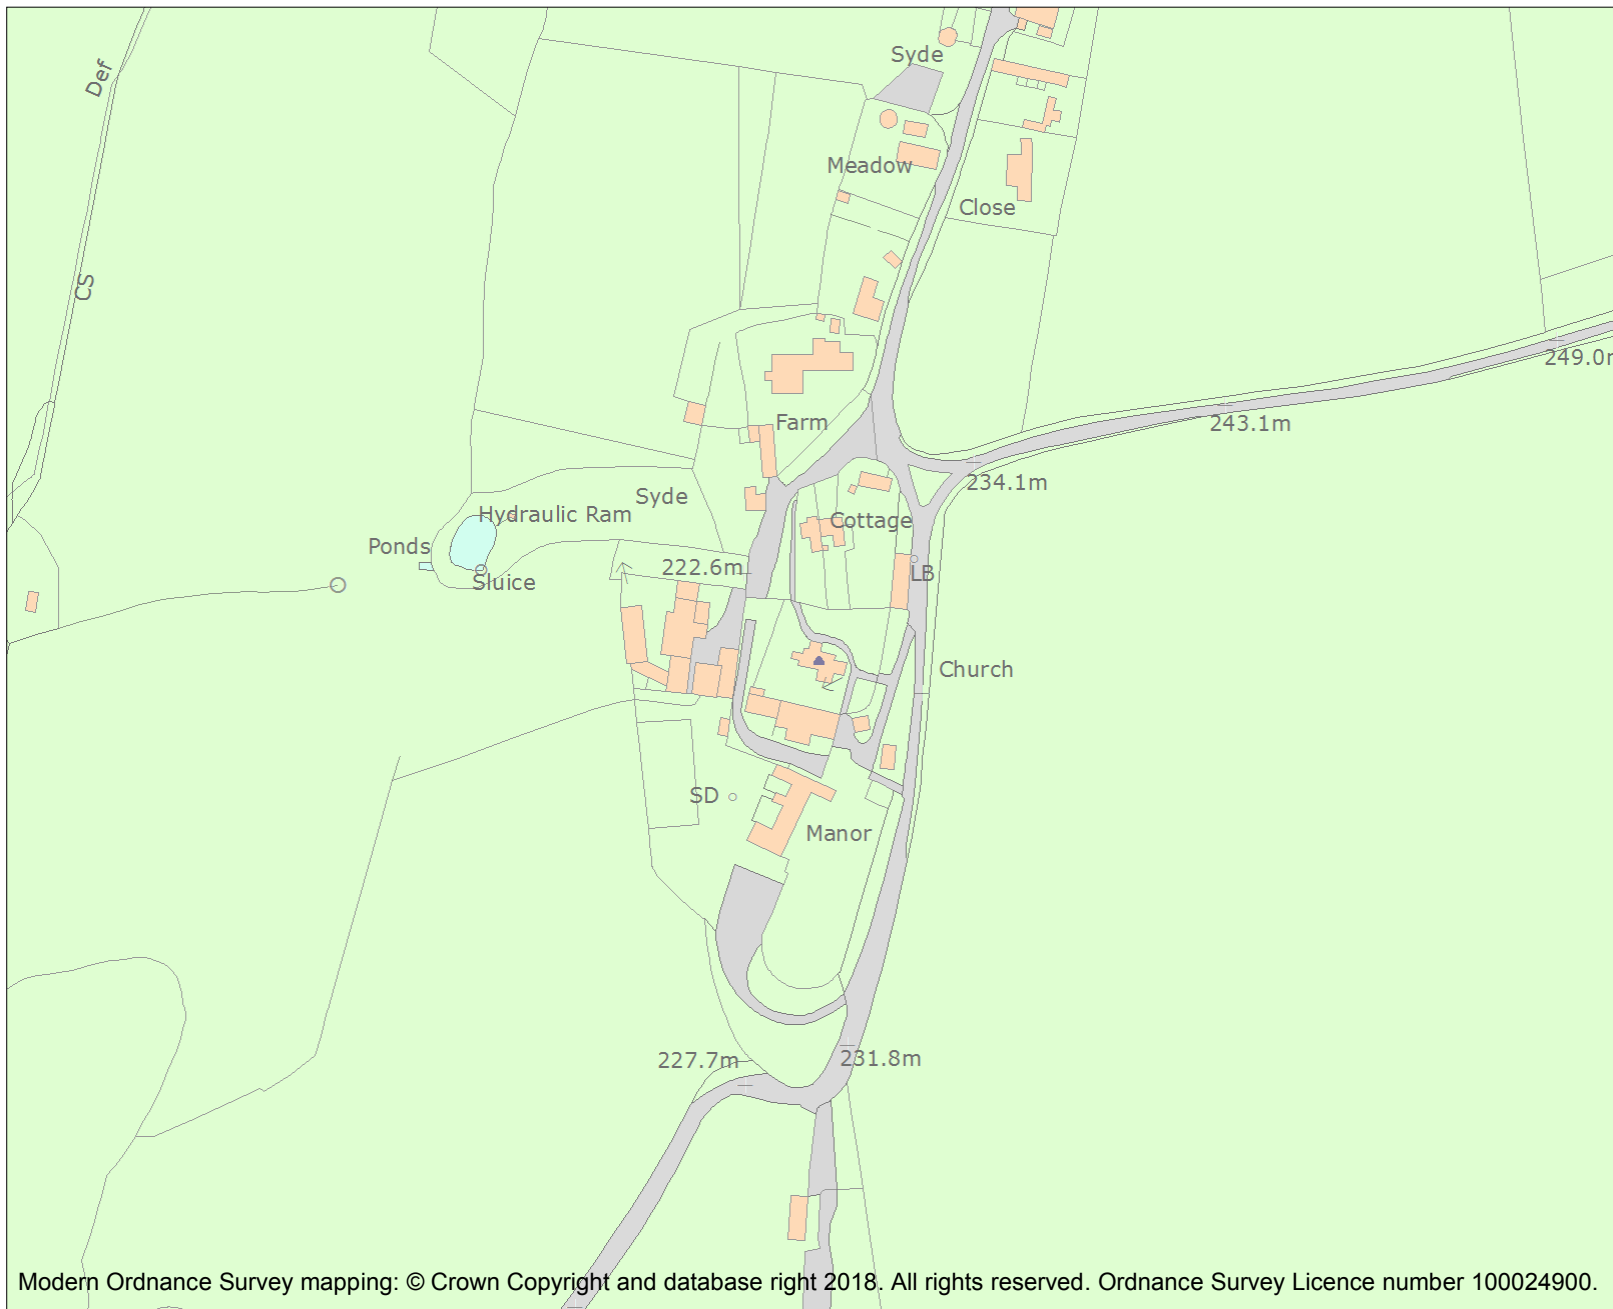 Syde
Def
Meadow
Close
CS
249.0m
Farm
243.1m
234.1m
Syde
Hydraulic Ram
Cottage
Ponds
222.6m
LB
Sluice
Church
SD
Manor
227.7m
231.8m
Modern Ordnance Survey mapping: © Crown Copyright and database right 2018. All rights reserved. Ordnance Survey Licence number 100024900.